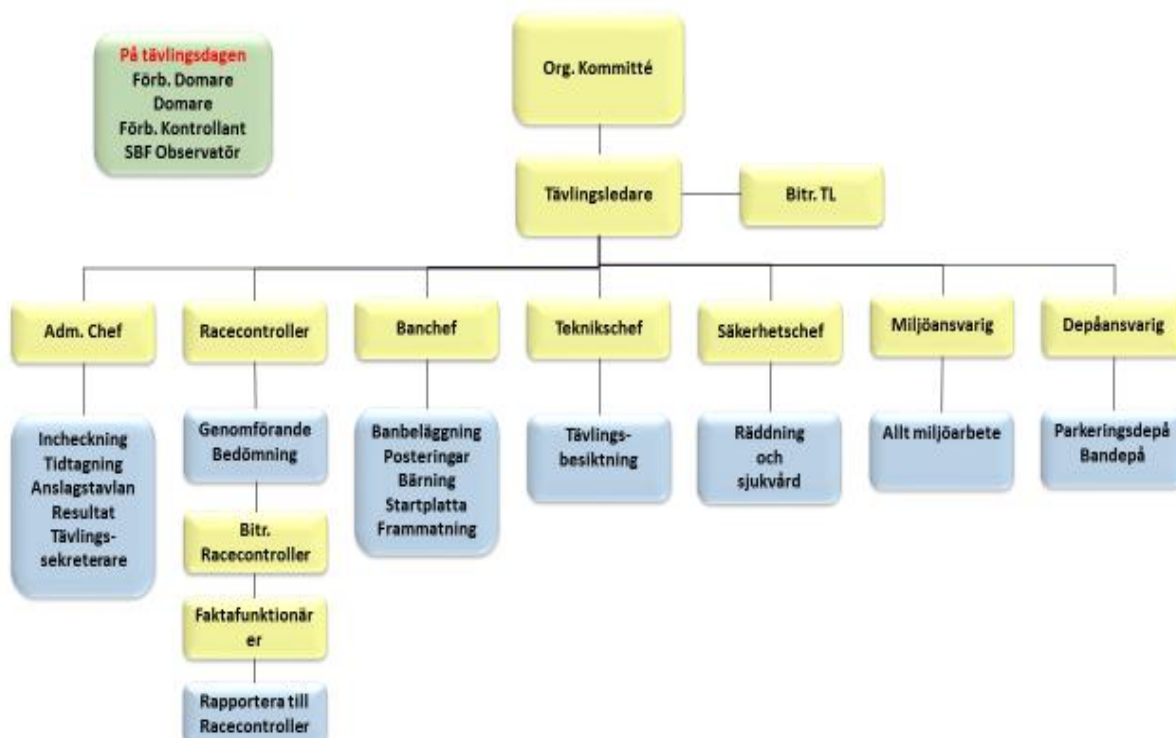 På tävlingsdagen
Förb. Domare
Domare
Förb. Kontrollant
SBF Observatör
Org. Kommitté
Tävlingsledare
Bitr. TL
Adm. Chef
Racecontroller
Banchef
Teknikschef
Säkerhetschef
Miljöansvarig
Depåansvarig
Incheckning
Tidtagning
Anslagstavlan
Resultat
Tävlings-
sekreterare
Genomförande
Bedömning
Bitr.
Racecontroller
Faktafunktionär
er
Rapportera till
Racecontroller
Banbeläggning
Posteringar
Bärning
Startplatta
Frammatning
Tävlings-
besiktning
Räddning
och
sjukvård
Allt miljöarbete
Parkeringsdepå
Bandepå